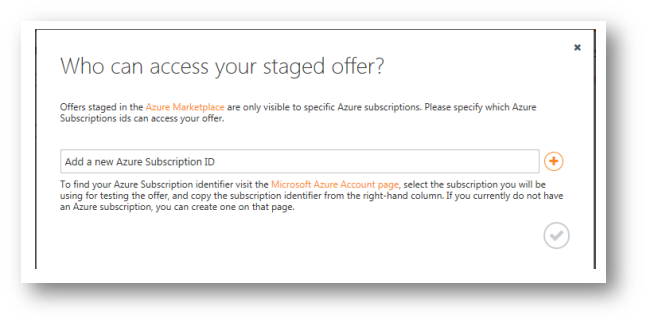 Who can access your staged offer?
Offers staged in the Azure Marketplace are only visible to specific Azure subscriptions. Please specify which Azure
Subscriptions ids can access your offer.
Add a new Azure Subscription ID
To find your Azure Subscription identifier visit the Microsoft Azure Account page, select the subscription you will be
using for testing the offer, and copy the subscription identifier from the right-hand column. If you currently do not have
an Azure subscription, you can create one on that page.